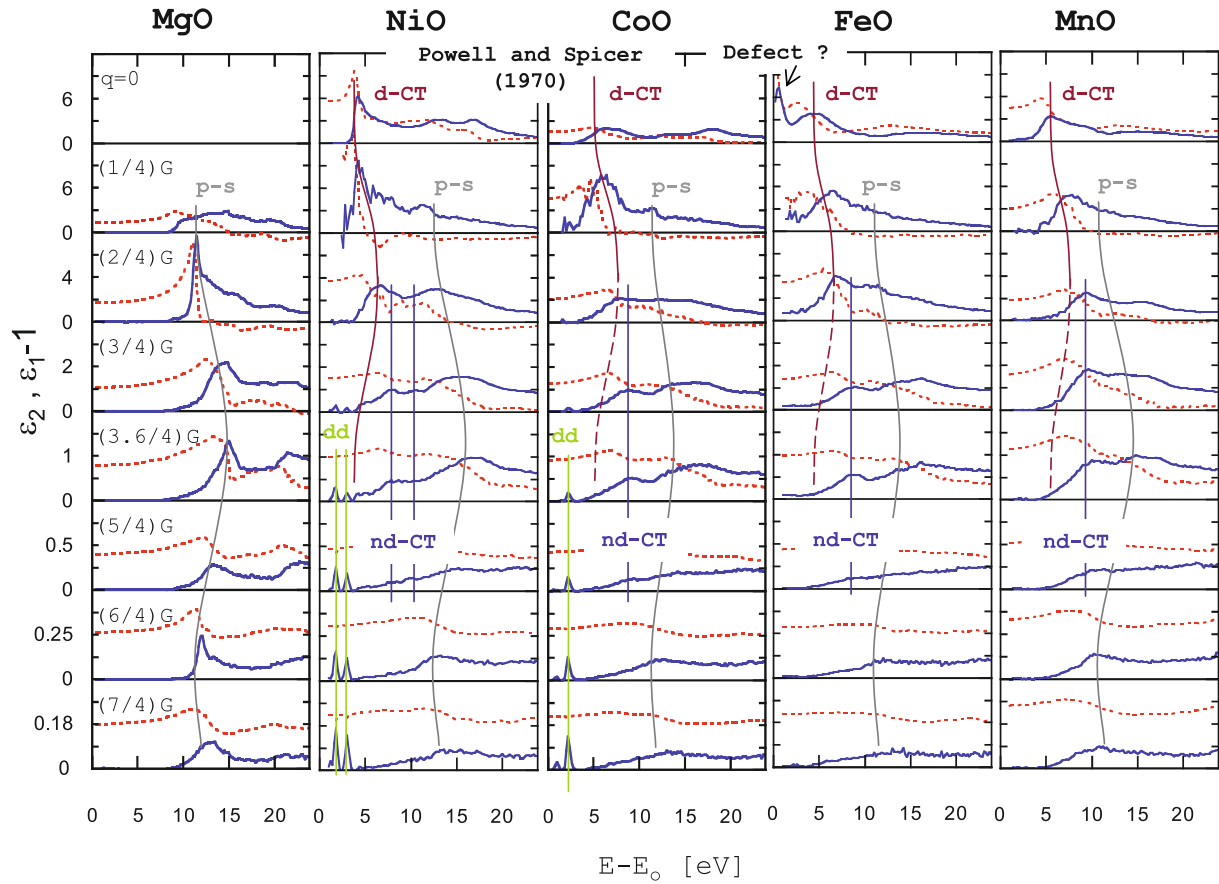 MgO NiO CoO FeO MnO
Powell and Spicer
(1970)
Defect ?
q=0
6
0
d-CT d-CT d-CT
(1/4)G
p-s p-s p-s p-s
6
0
(2/4)G
4
0
(3/4)G
2
0
(3.6/4)G
dd dd
1
0
(5/4)G
0.5
0
nd-CT nd-CT nd-CT nd-CT
(6/4)G
0.25
0
(7/4)G
0.18
0
ε₂ , ε₁-1
0 5 10 15 20 0 5 10 15 20 0 5 10 15 20 0 5 10 15 20 0 5 10 15 20
E-Eₒ [eV]